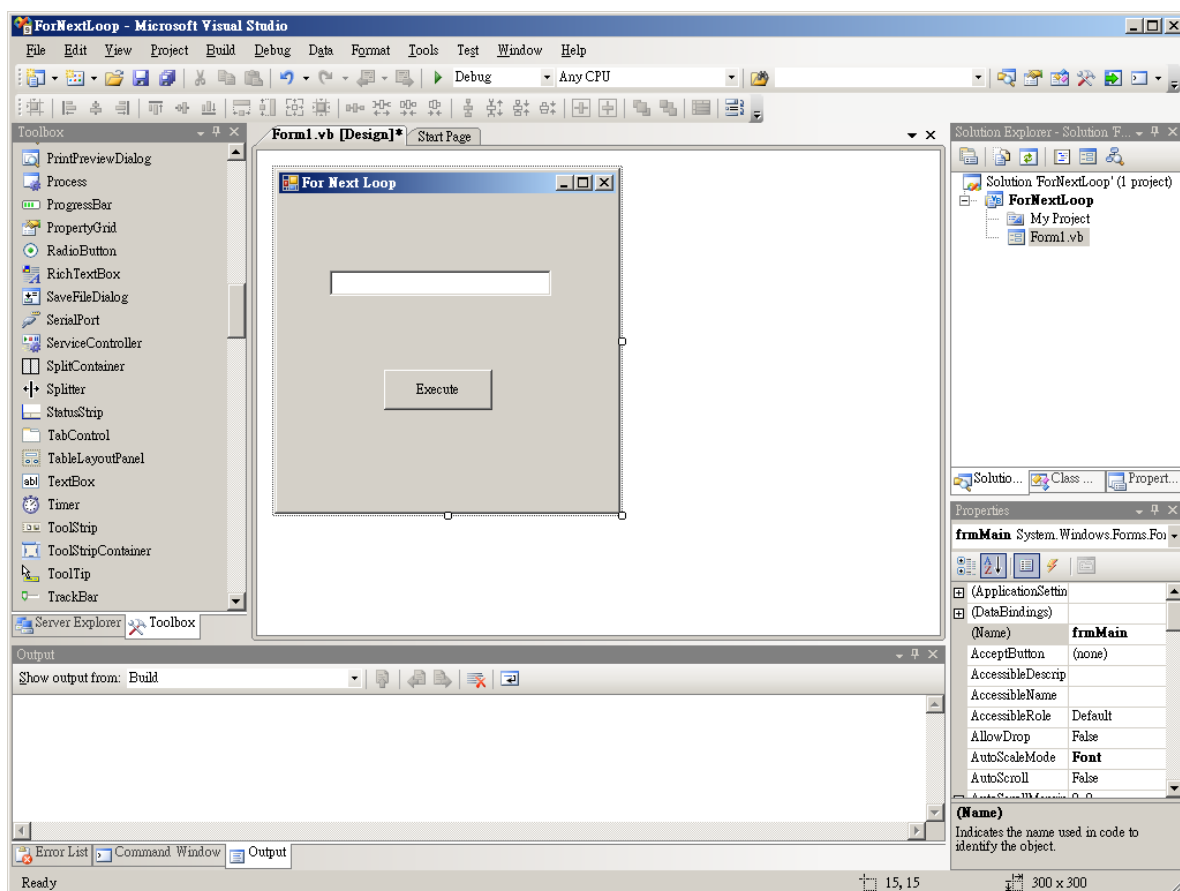 ForNextLoop - Microsoft Visual Studio
File Edit View Project Build Debug Data Format Tools Test Window Help
Debug Any CPU
Toolbox
PrintPreviewDialog
Process
ProgressBar
PropertyGrid
RadioButton
RichTextBox
SaveFileDialog
SerialPort
ServiceController
SplitContainer
Splitter
StatusStrip
TabControl
TableLayoutPanel
TextBox
Timer
ToolStrip
ToolStripContainer
ToolTip
TrackBar
Server Explorer Toolbox
Form1.vb [Design]* Start Page
For Next Loop
Execute
Solution Explorer - Solution 'F...
Solution 'ForNextLoop' (1 project)
ForNextLoop
My Project
Form1.vb
Solutio... Class ... Propert...
Properties
frmMain System.Windows.Forms.For
(ApplicationSettin
(DataBindings)
(Name) frmMain
AcceptButton (none)
AccessibleDescrip
AccessibleName
AccessibleRole Default
AllowDrop False
AutoScaleMode Font
AutoScroll False
AutoScrollMargin 0, 0
(Name)
Indicates the name used in code to
identify the object.
Output
Show output from: Build
Error List Command Window Output
Ready 15, 15 300 x 300